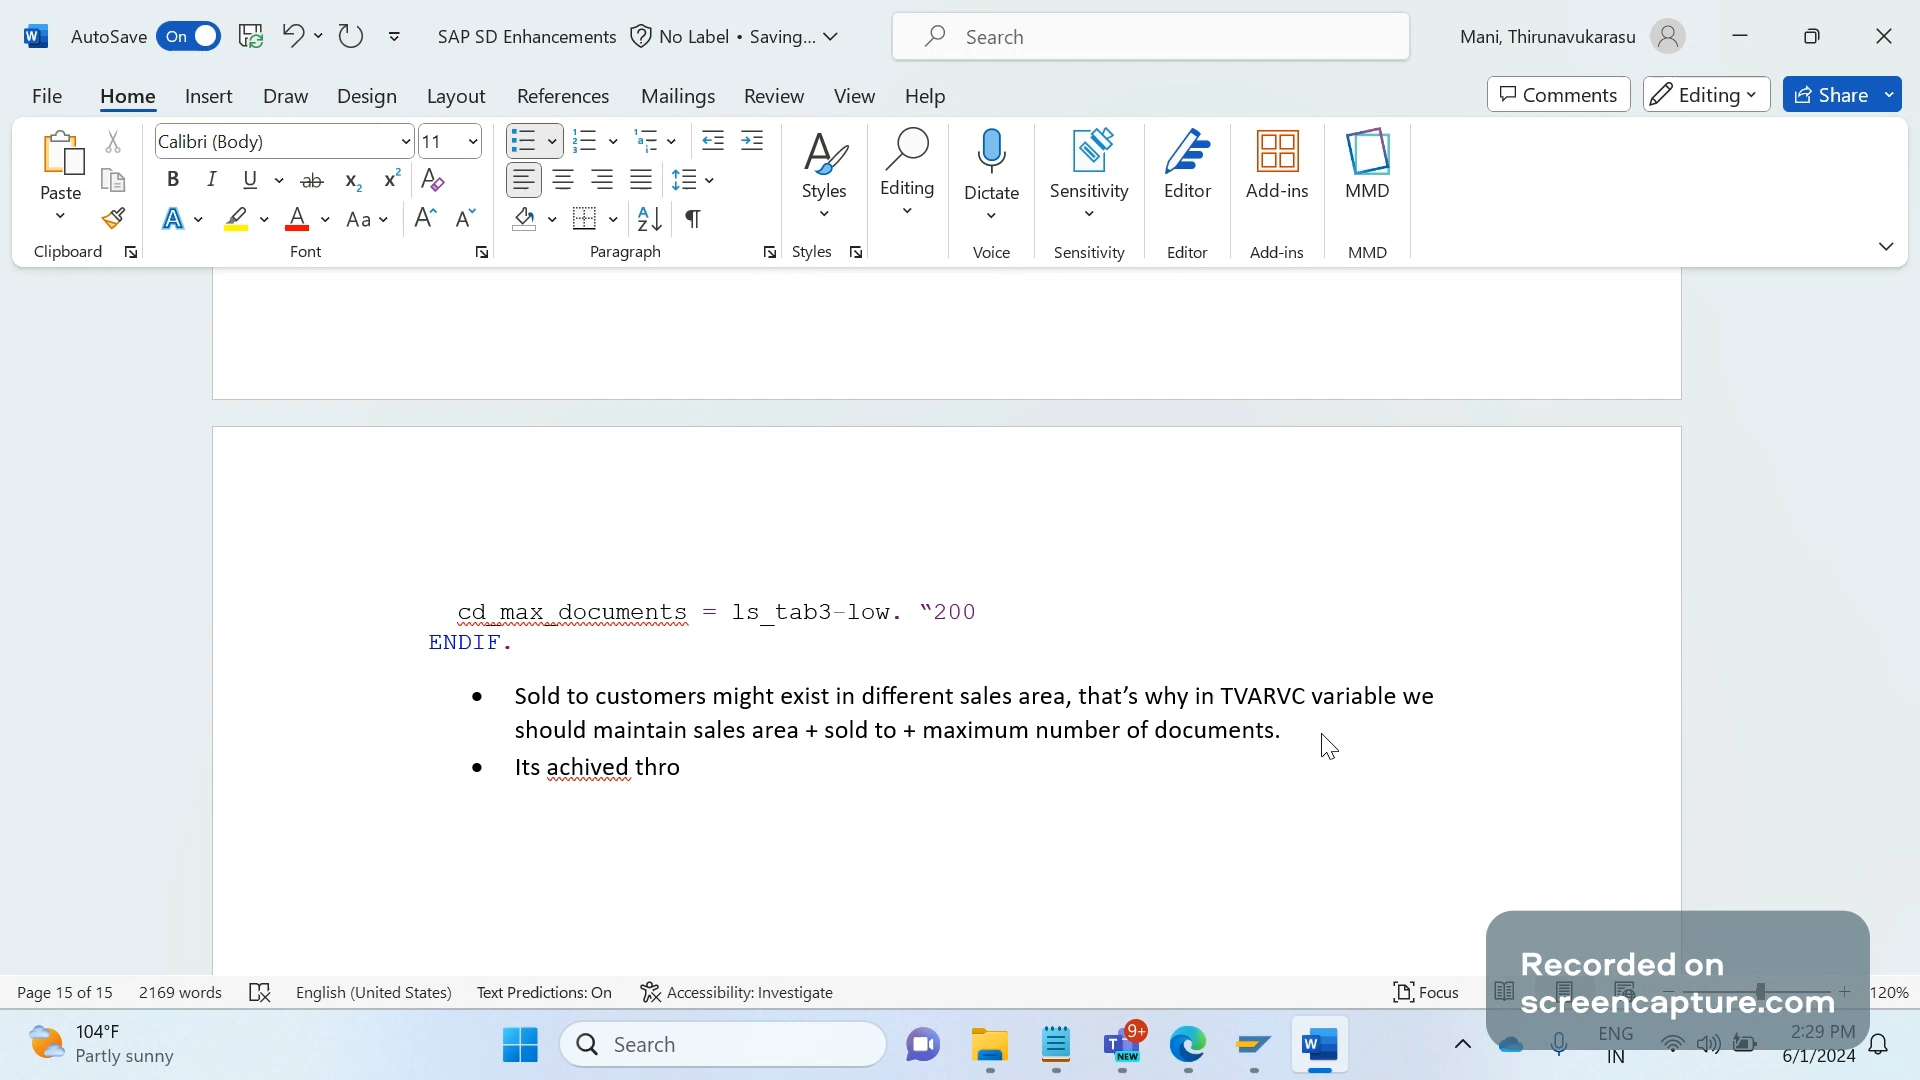 AutoSave On SAP SD Enhancements No Label • Saving... Search Mani, Thirunavukarasu
File Home Insert Draw Design Layout References Mailings Review View Help Comments Editing Share
Paste Calibri (Body) 11 Styles Editing Dictate Sensitivity Editor Add-ins MMD
Clipboard Font Paragraph Styles Voice Sensitivity Editor Add-ins MMD
cd_max_documents = ls_tab3-low. “200
ENDIF.
• Sold to customers might exist in different sales area, that’s why in TVARVC variable we
should maintain sales area + sold to + maximum number of documents.
• Its achived thro
Recorded on
screencapture.com
Page 15 of 15 2169 words English (United States) Text Predictions: On Accessibility: Investigate Focus 120%
104°F
Partly sunny
Search
9+
NEW
ENG
IN
2:29 PM
6/1/2024